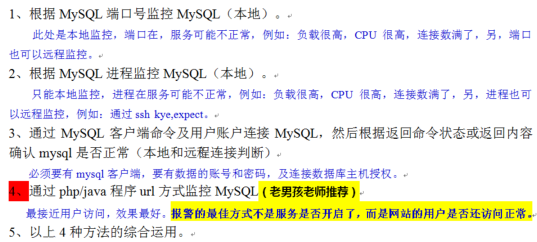 1、根据 MySQL 端口号监控 MySQL（本地）。
此处是本地监控，端口在，服务可能不正常，例如：负载很高，CPU 很高，连接数满了，另，端口
也可以远程监控。
2、根据 MySQL 进程监控 MySQL（本地）。
只能本地监控，进程在服务可能不正常，例如：负载很高，CPU 很高，连接数满了，另，进程也可
以远程监控，例如：通过 ssh kye,expect。
3、通过 MySQL 客户端命令及用户账户连接 MySQL，然后根据返回命令状态或返回内容
确认 mysql 是否正常（本地和远程连接判断）
必须要有 mysql 客户端，要有数据的账号和密码，及连接数据库主机授权。
4、通过 php/java 程序 url 方式监控 MySQL（老男孩老师推荐）
最接近用户访问，效果最好。报警的最佳方式不是服务是否开启了，而是网站的用户是否还访问正常。
5、以上 4 种方法的综合运用。